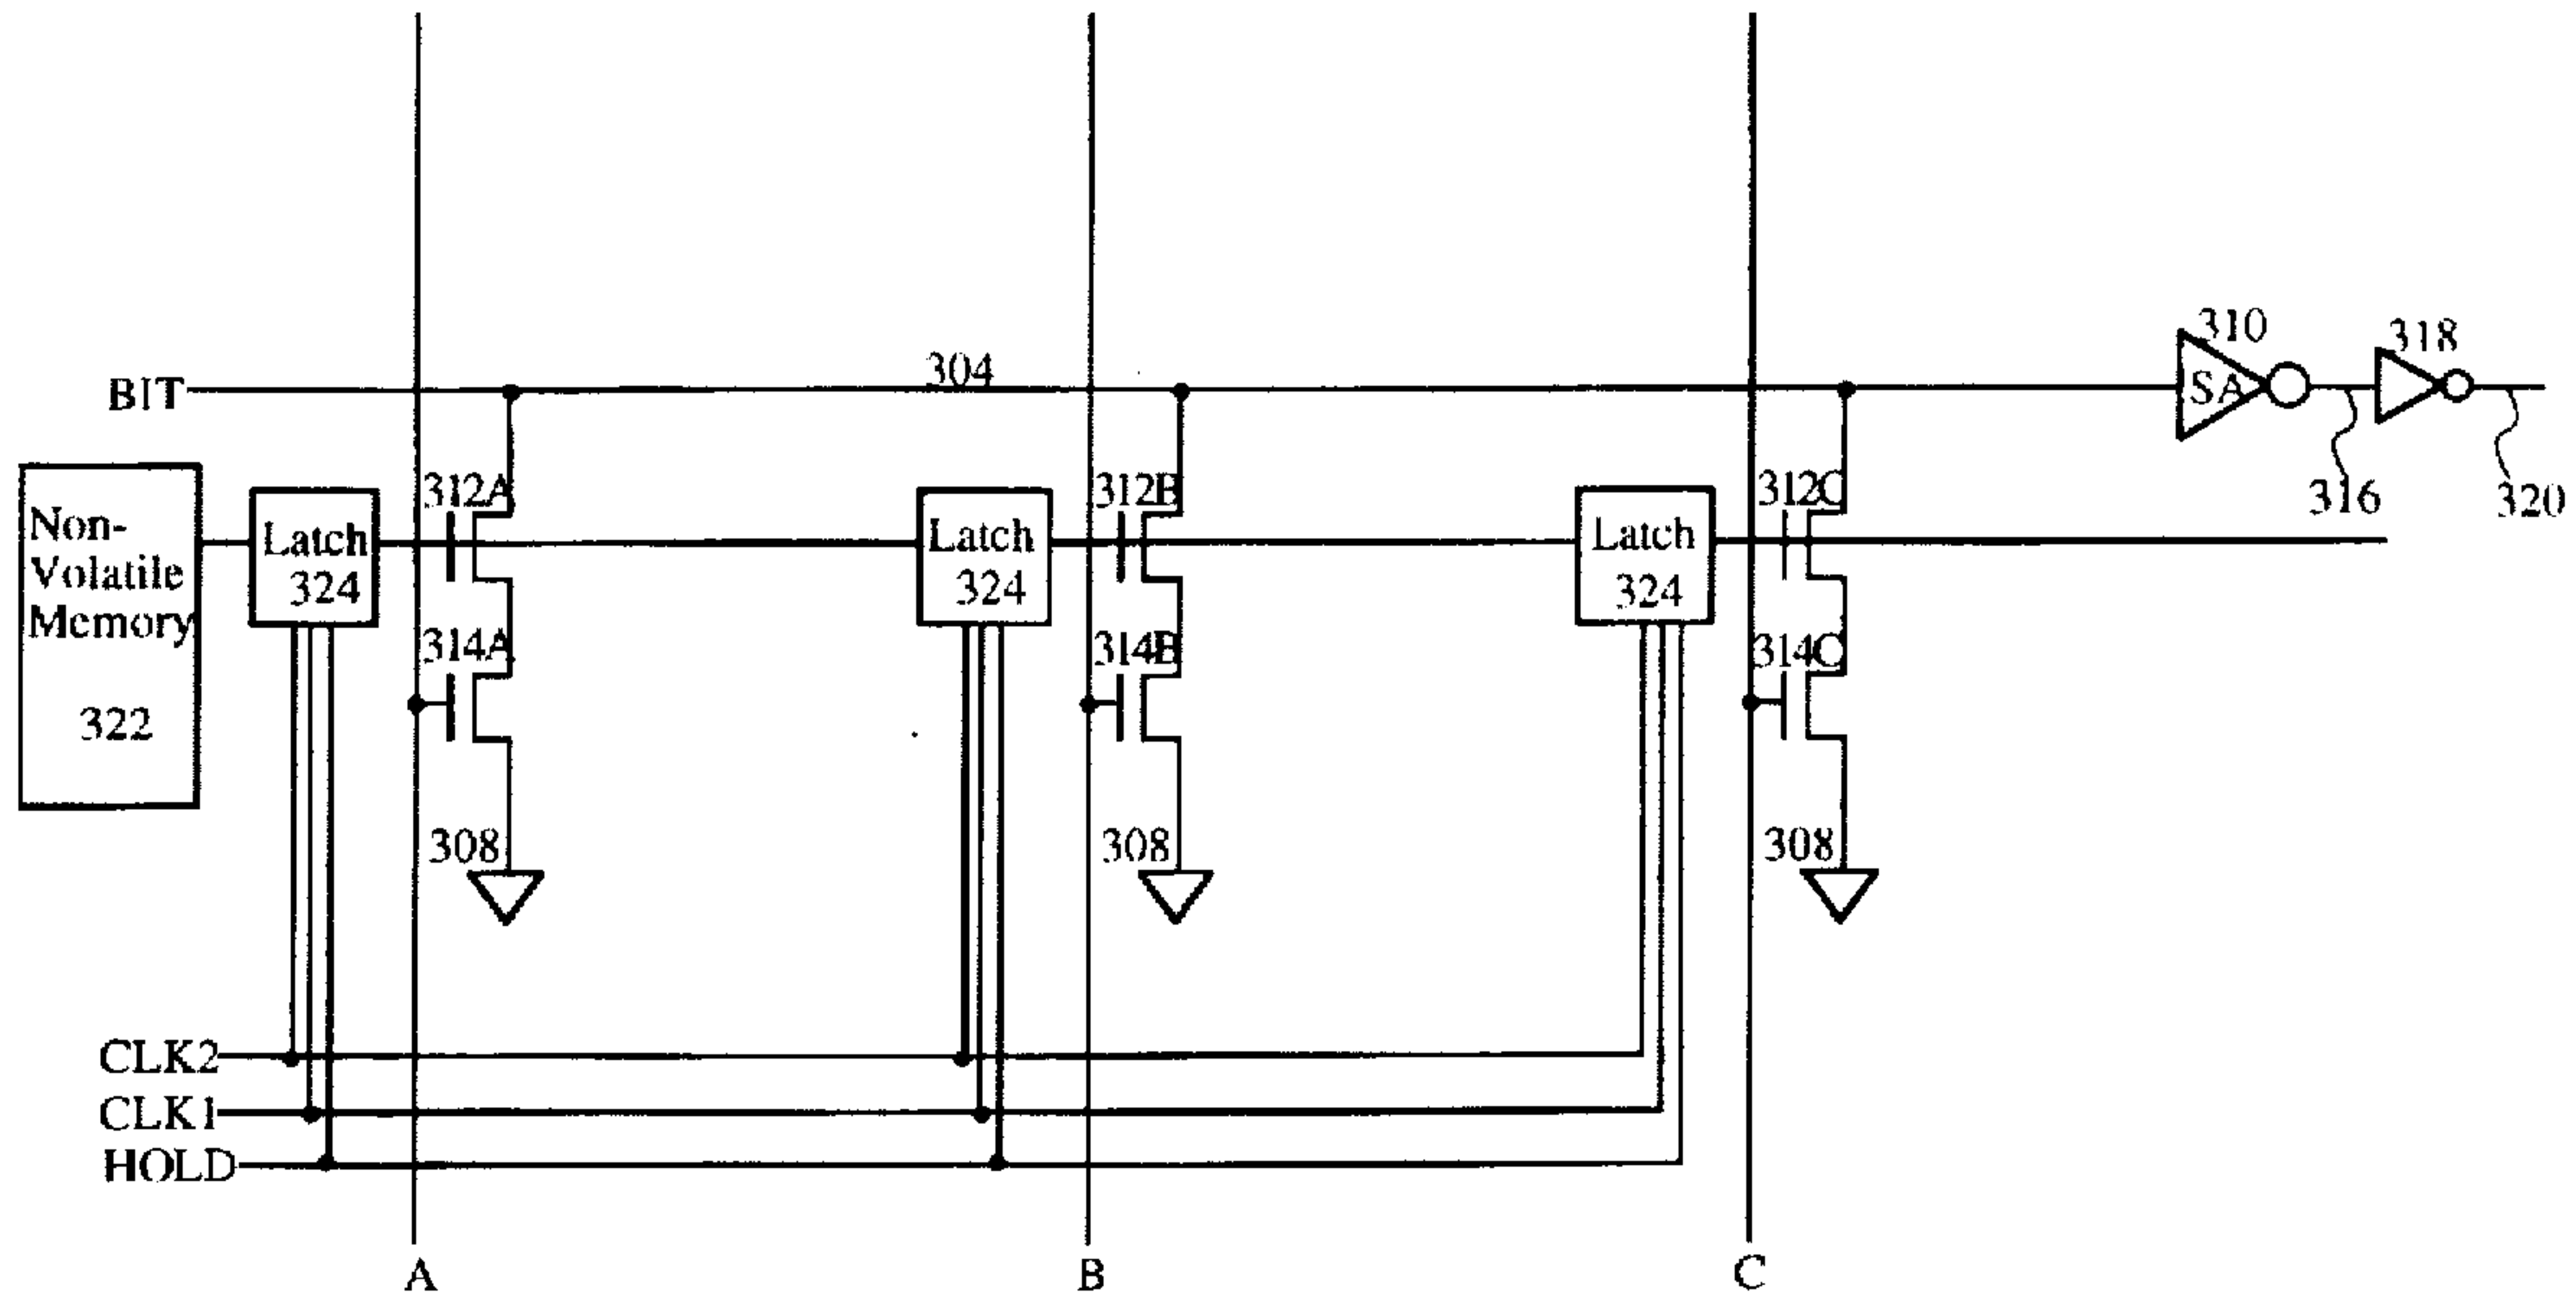 310
318
304
BIT
SA
312A
312B
312C
316
320
Non-
Volatile
Memory
322
Latch
324
Latch
324
Latch
324
314A
314B
314C
308
308
308
CLK2
CLK1
HOLD
A
B
C